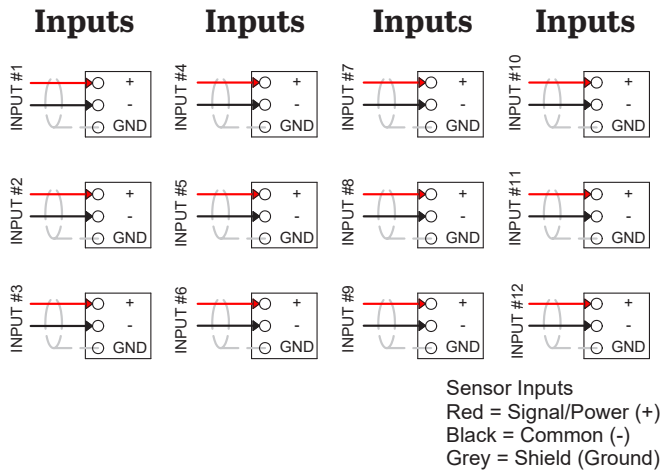 Inputs Inputs Inputs Inputs
INPUT #1 + - GND
INPUT #4 + - GND
INPUT #7 + - GND
INPUT #10 + - GND
INPUT #2 + - GND
INPUT #5 + - GND
INPUT #8 + - GND
INPUT #11 + - GND
INPUT #3 + - GND
INPUT #6 + - GND
INPUT #9 + - GND
INPUT #12 + - GND
Sensor Inputs
Red = Signal/Power (+)
Black = Common (-)
Grey = Shield (Ground)